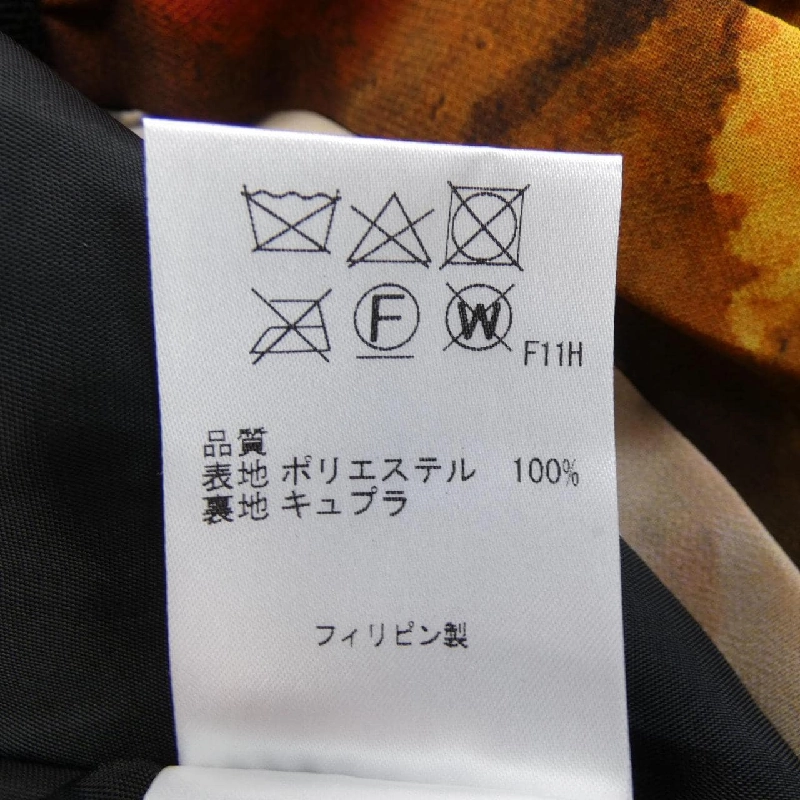 F
W
F11H
品質
表地 ポリエステル 100%
裏地 キュプラ
フィリピン製